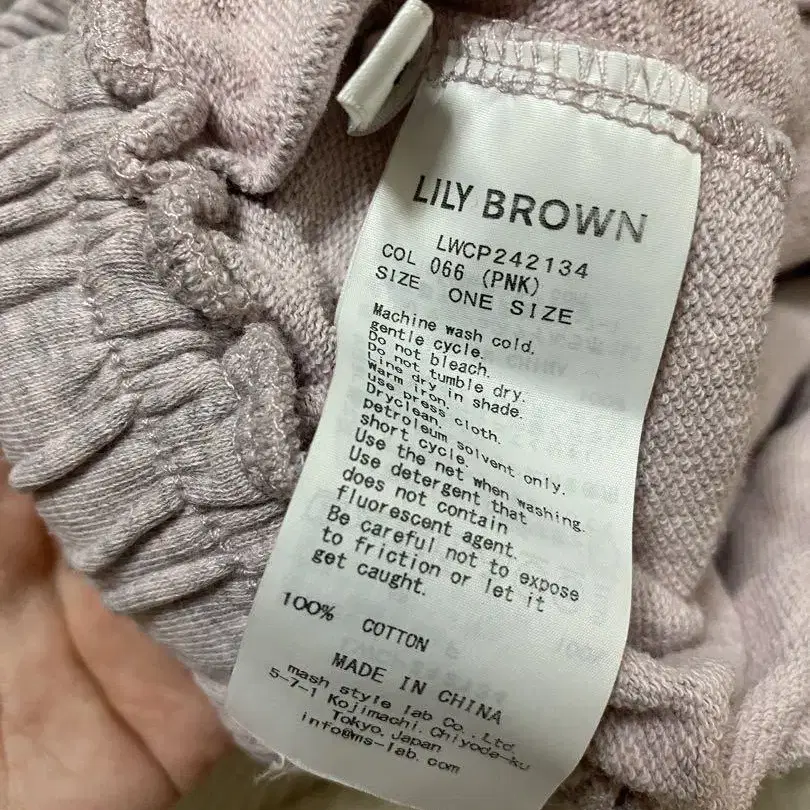 LILY BROWN
LWCP242134
COL 066 (PNK)
SIZE ONE SIZE
Machine wash cold.
gentle cycle.
Do not bleach.
Do not tumble dry.
Line dry in shade.
Warm iron.
use press cloth.
Dryclean.
petroleum solvent only.
short cycle.
Use the net when washing.
Use detergent that
does not contain
fluorescent agent.
Be careful not to expose
to friction or let it
get caught.
100% COTTON
MADE IN CHINA
mash style lab Co., Ltd.
5-7-1 Kojimachi, Chiyoda-ku
Tokyo, Japan
info@ms-lab.com